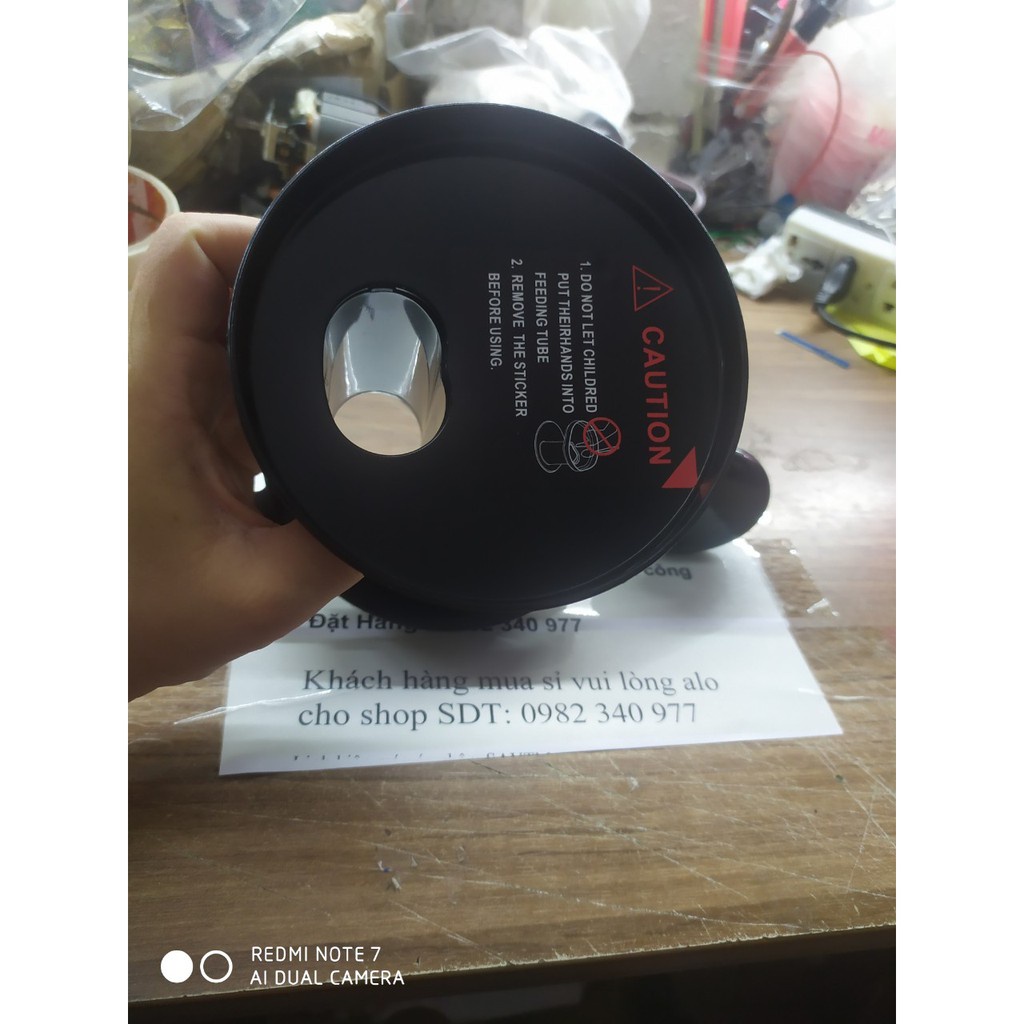 CAUTION
1. DO NOT LET CHILDRED
PUT THEIRHANDS INTO
FEEDING TUBE
2. REMOVE THE STICKER
BEFORE USING.
công
Đặt Hàng 340 977
Khách hàng mua sỉ vui lòng alo
cho shop SDT: 0982 340 977
REDMI NOTE 7
AI DUAL CAMERA